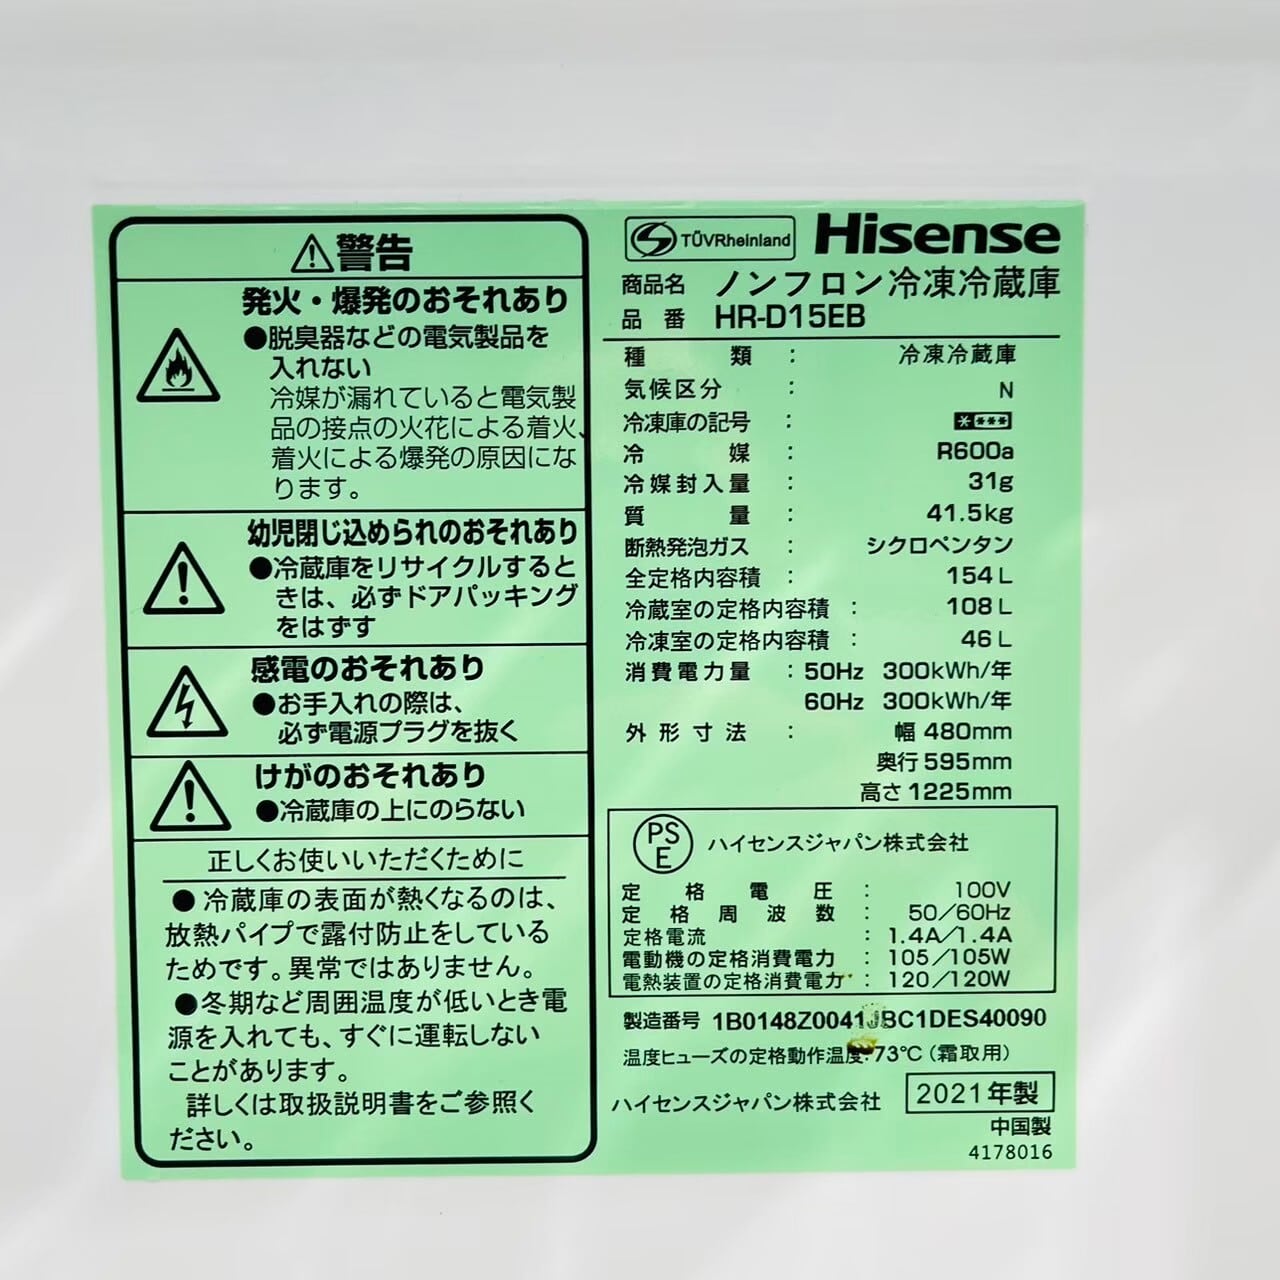 ⚠警告
発火・爆発のおそれあり
●脱臭器などの電気製品を
入れない
冷媒が漏れていると電気製
品の接点の火花による着火、
着火による爆発の原因にな
ります。
幼児閉じ込められのおそれあり
●冷蔵庫をリサイクルすると
きは、必ずドアパッキング
をはずす
感電のおそれあり
●お手入れの際は、
必ず電源プラグを抜く
けがのおそれあり
●冷蔵庫の上にのらない
正しくお使いいただくために
●冷蔵庫の表面が熱くなるのは、
放熱パイプで露付防止をしている
ためです。異常ではありません。
●冬期など周囲温度が低いとき電
源を入れても、すぐに運転しない
ことがあります。
詳しくは取扱説明書をご参照く
ださい。
TÜVRheinland Hisense
商品名 ノンフロン冷凍冷蔵庫
品番 HR-D15EB
種類 : 冷凍冷蔵庫
気候区分 : N
冷凍庫の記号 : ****
冷媒 : R600a
冷媒封入量 : 31g
質量 : 41.5kg
断熱発泡ガス : シクロペンタン
全定格内容積 : 154L
冷蔵室の定格内容積 : 108L
冷凍室の定格内容積 : 46L
消費電力量 : 50Hz 300kWh/年
60Hz 300kWh/年
外形寸法 : 幅 480mm
奥行 595mm
高さ 1225mm
PSE ハイセンスジャパン株式会社
定格電圧 : 100V
定格周波数 : 50/60Hz
定格電流 : 1.4A/1.4A
電動機の定格消費電力 : 105/105W
電熱装置の定格消費電力 : 120/120W
製造番号 1B0148Z0041JBC1DES40090
温度ヒューズの定格動作温度:73℃(霜取用)
ハイセンスジャパン株式会社 2021年製
中国製
4178016